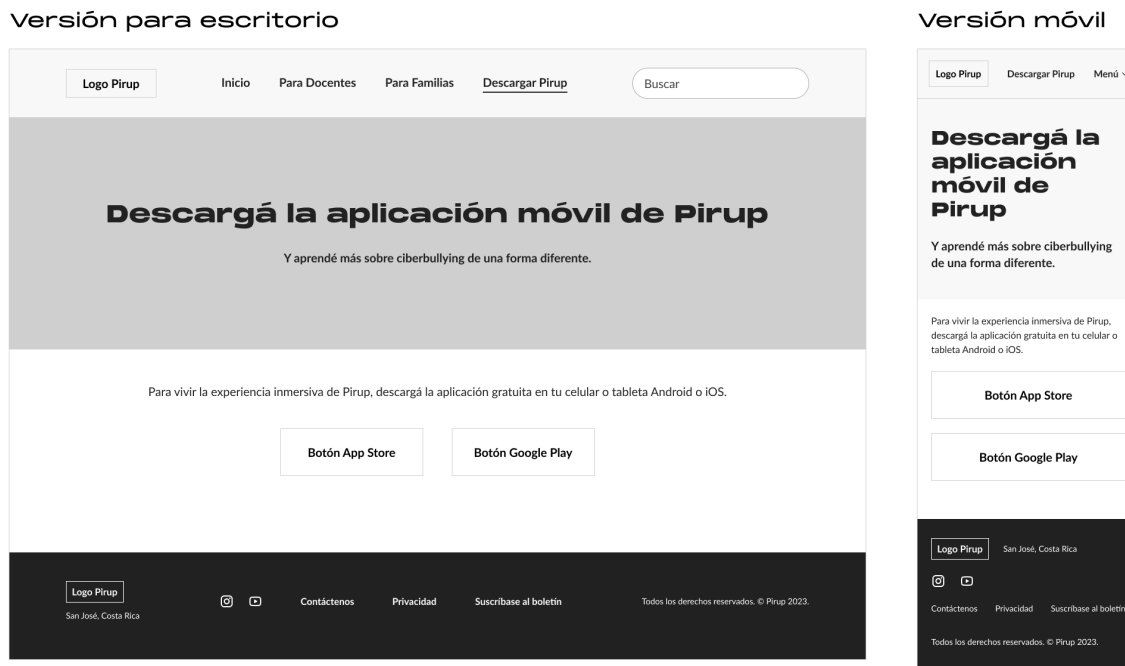 Versión para escritorio
Logo Pirup
Inicio
Para Docentes
Para Familias
Descargar Pirup
Buscar
Descargá la aplicación móvil de Pirup
Y aprendé más sobre ciberbullying de una forma diferente.
Para vivir la experiencia inmersiva de Pirup, descargá la aplicación gratuita en tu celular o tableta Android o iOS.
Botón App Store
Botón Google Play
Logo Pirup
San José, Costa Rica
Contáctenos
Privacidad
Suscríbase al boletín
Todos los derechos reservados. © Pirup 2023.
Versión móvil
Logo Pirup
Descargar Pirup
Menú
Descargá la
aplicación
móvil de
Pirup
Y aprendé más sobre ciberbullying
de una forma diferente.
Para vivir la experiencia inmersiva de Pirup,
descargá la aplicación gratuita en tu celular o
tableta Android o iOS.
Botón App Store
Botón Google Play
Logo Pirup
San José, Costa Rica
Contáctenos
Privacidad
Suscríbase al boletín
Todos los derechos reservados. © Pirup 2023.